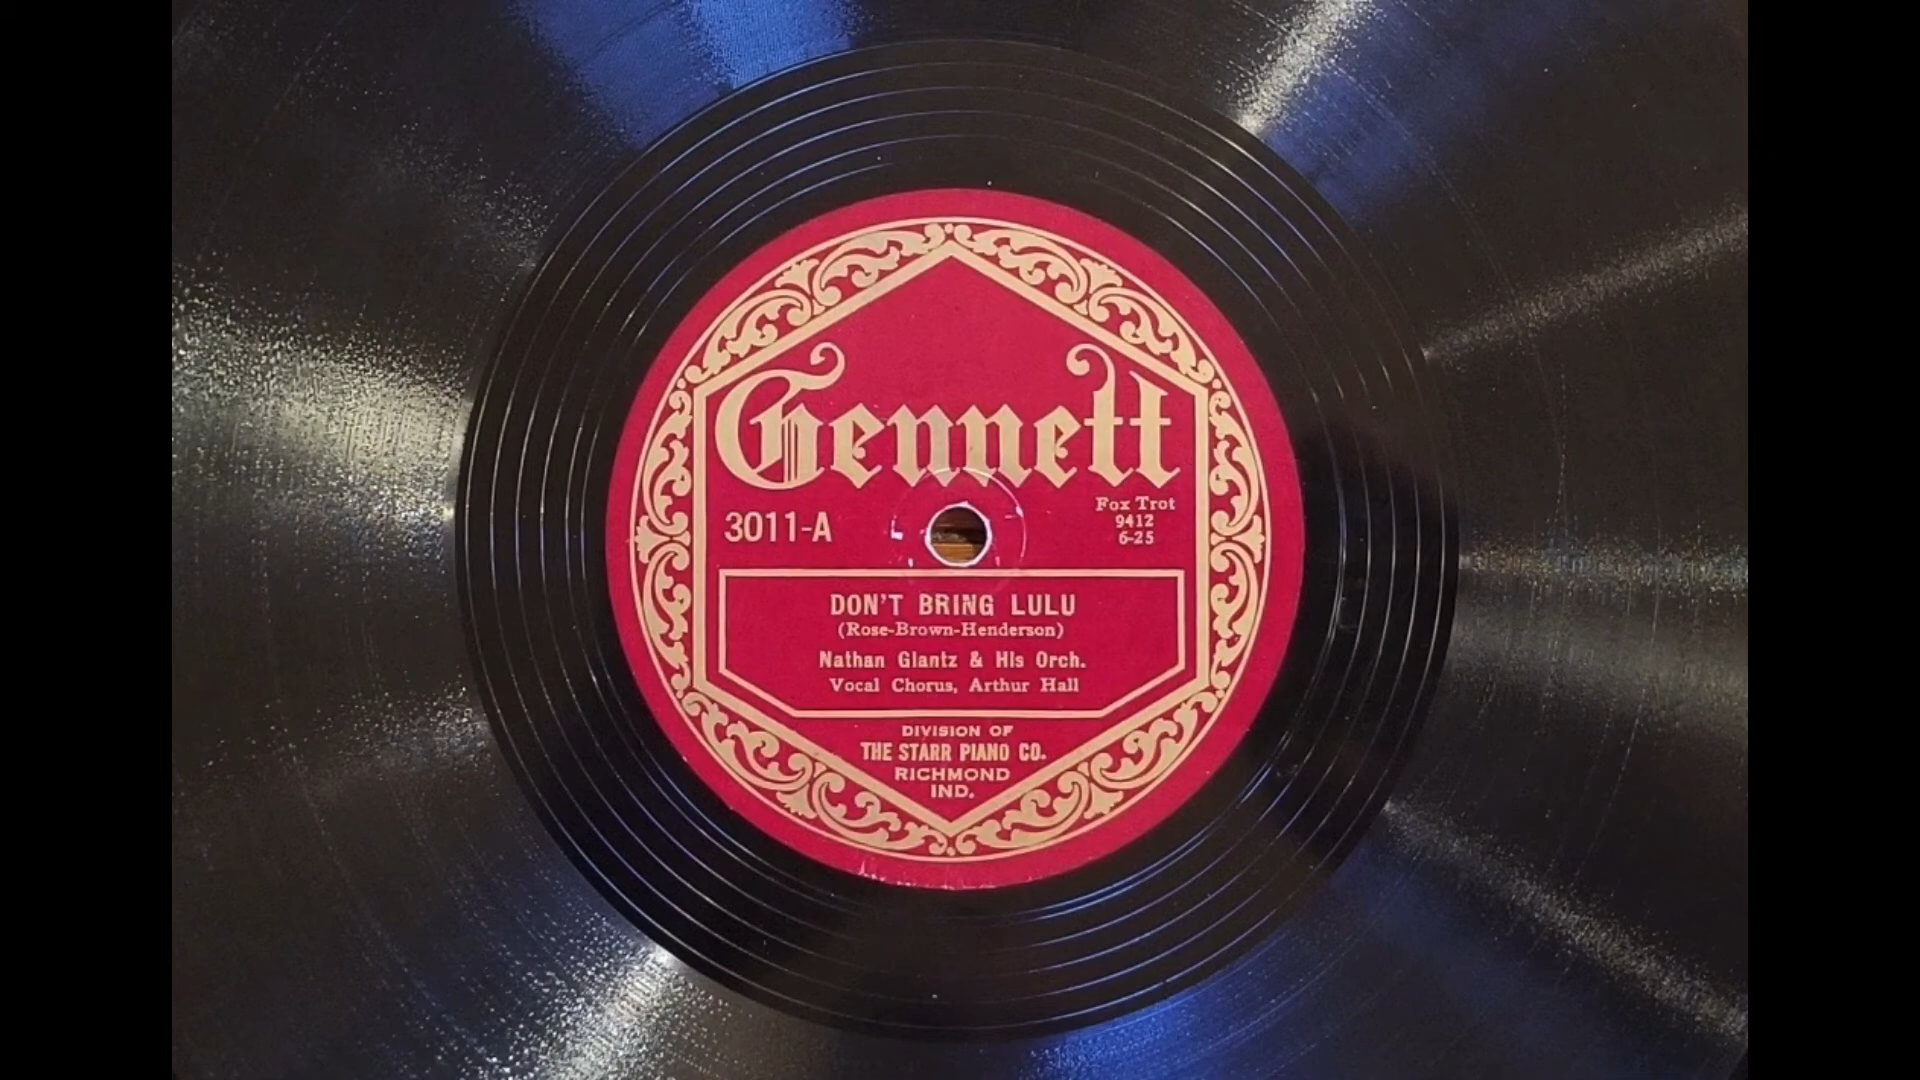 Gennett
3011-A
Fox Trot
9412
6-25
DON'T BRING LULU
(Rose-Brown-Henderson)
Nathan Glantz & His Orch.
Vocal Chorus, Arthur Hall
DIVISION OF
THE STARR PIANO CO.
RICHMOND
IND.